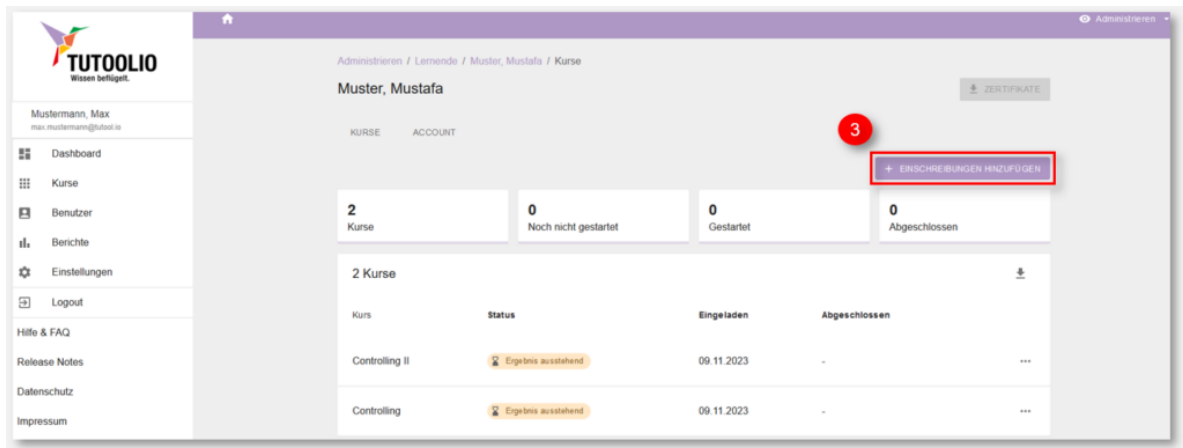 TUTOOLIO
Wissen beflügelt.
Mustermann, Max
max.mustermann@tutool.io
Dashboard
Kurse
Benutzer
Berichte
Einstellungen
Logout
Hilfe & FAQ
Release Notes
Datenschutz
Impressum
Administrieren
Administrieren / Lernende / Muster, Mustafa / Kurse
Muster, Mustafa
ZERTIFIKATE
KURSE ACCOUNT
3
+ EINSCHREIBUNGEN HINZUFÜGEN
2 0 0 0
Kurse Noch nicht gestartet Gestartet Abgeschlossen
2 Kurse
Kurs Status Eingeladen Abgeschlossen
Controlling II Ergebnis ausstehend 09.11.2023 - ...
Controlling Ergebnis ausstehend 09.11.2023 - ...